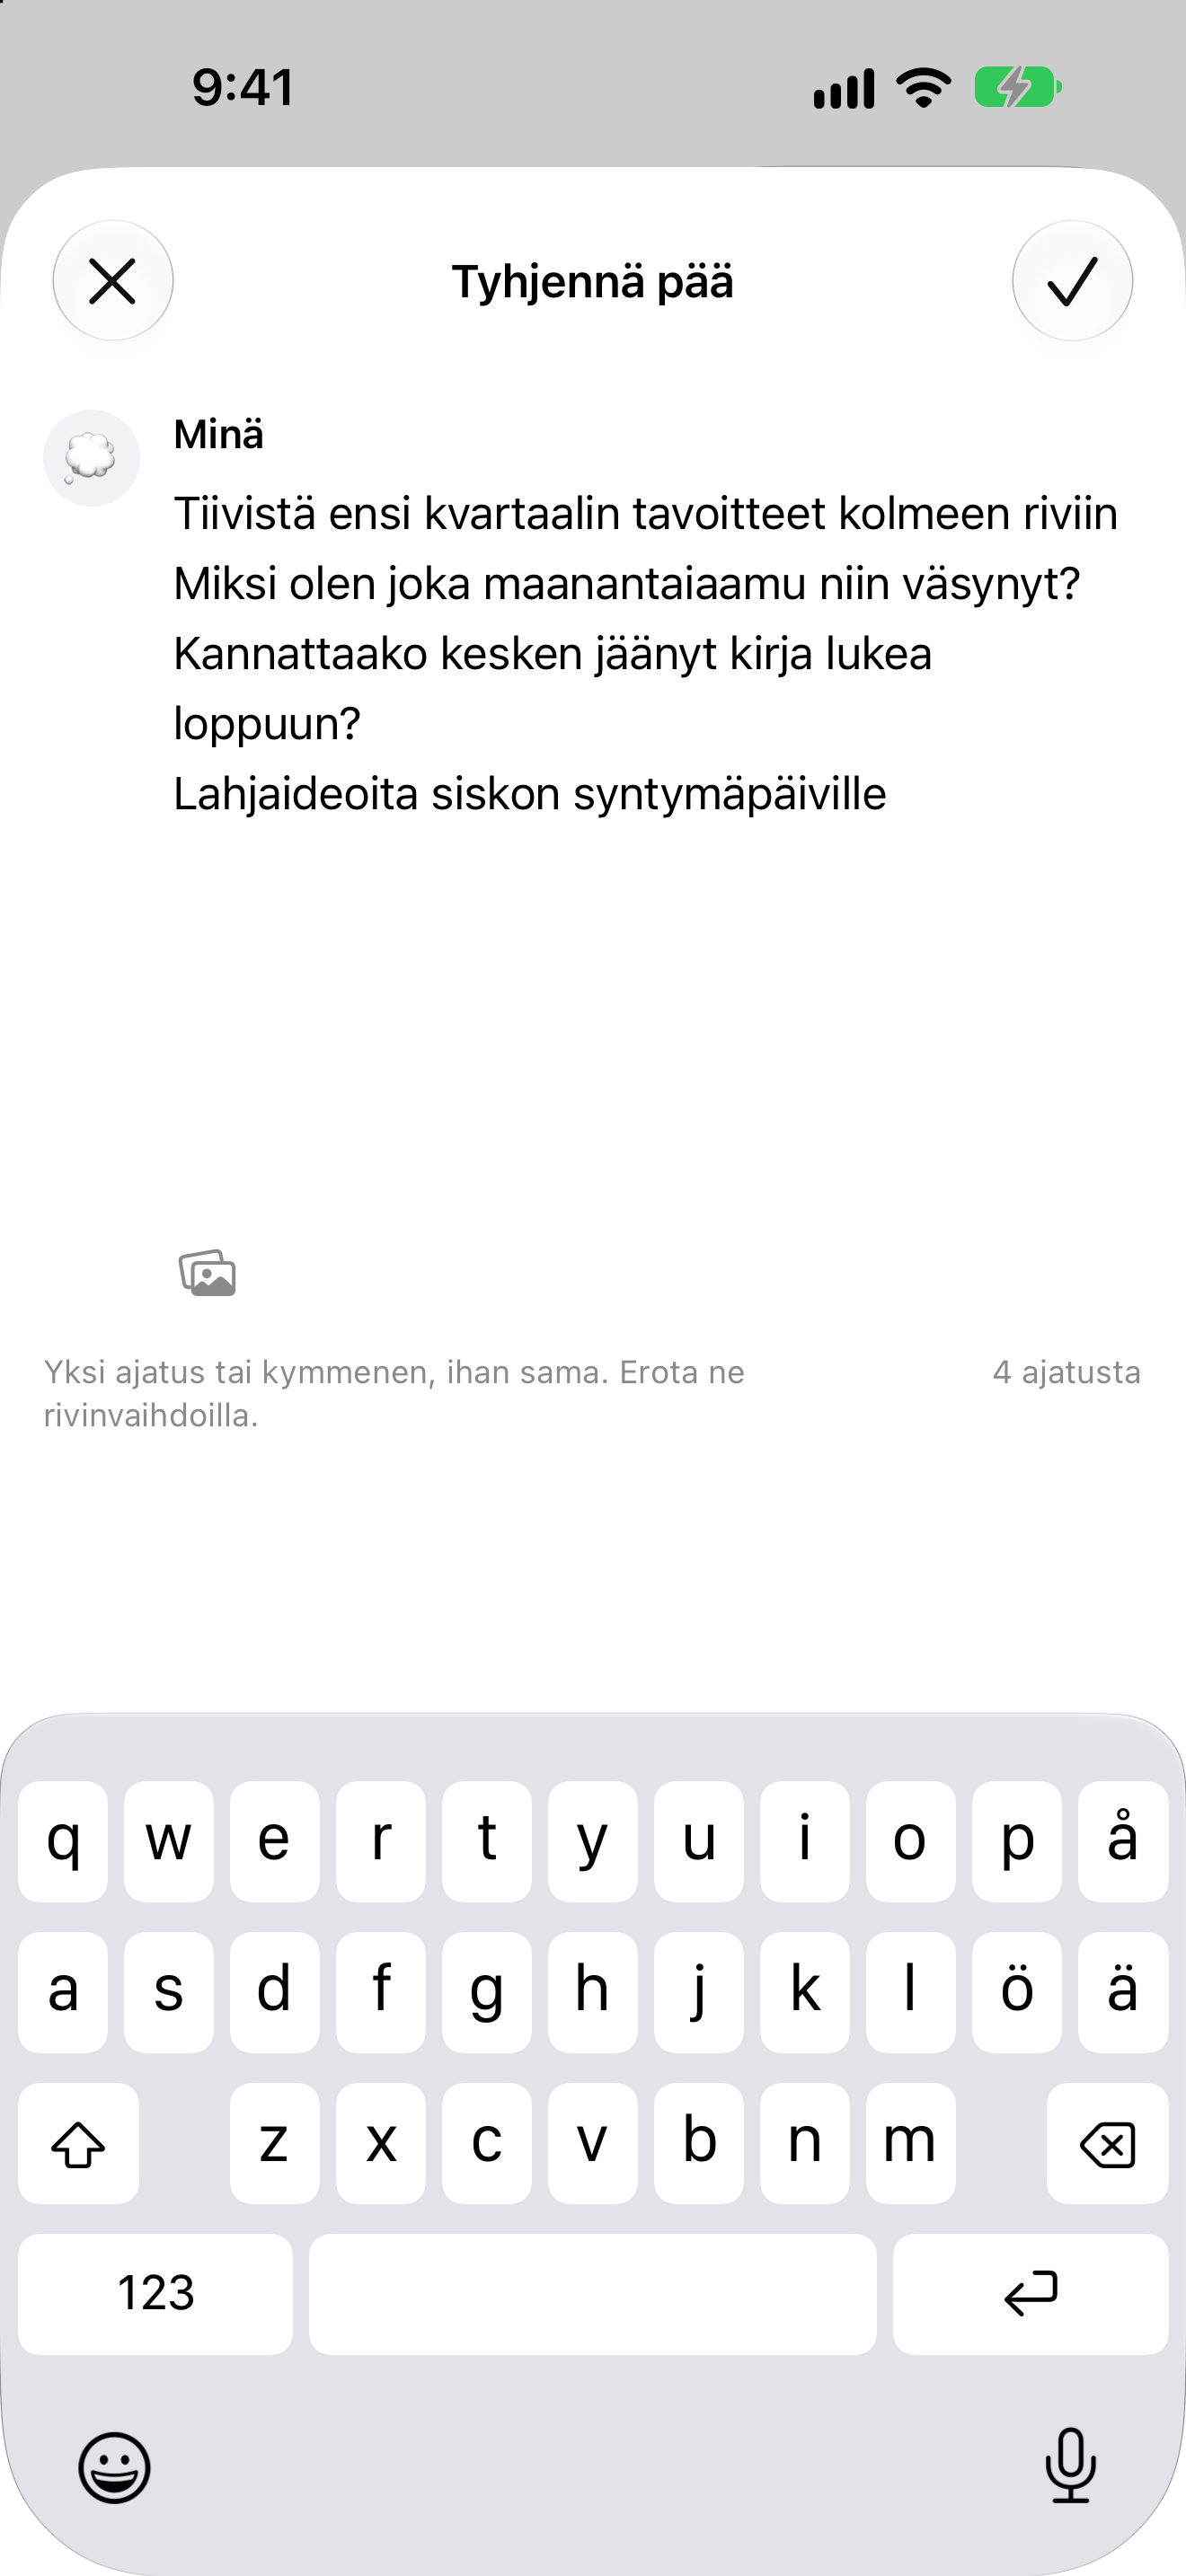 9:41
Tyhjennä pää
Minä
Tiivistä ensi kvartaalin tavoitteet kolmeen riviin
Miksi olen joka maanantaiaamu niin väsynyt?
Kannattaako kesken jäänyt kirja lukea
loppuun?
Lahjaideoita siskon syntymäpäiville
Yksi ajatus tai kymmenen, ihan sama. Erota ne
rivinvaihdoilla.
4 ajatusta
q w e r t y u i o p å
a s d f g h j k l ö ä
z x c v b n m
123